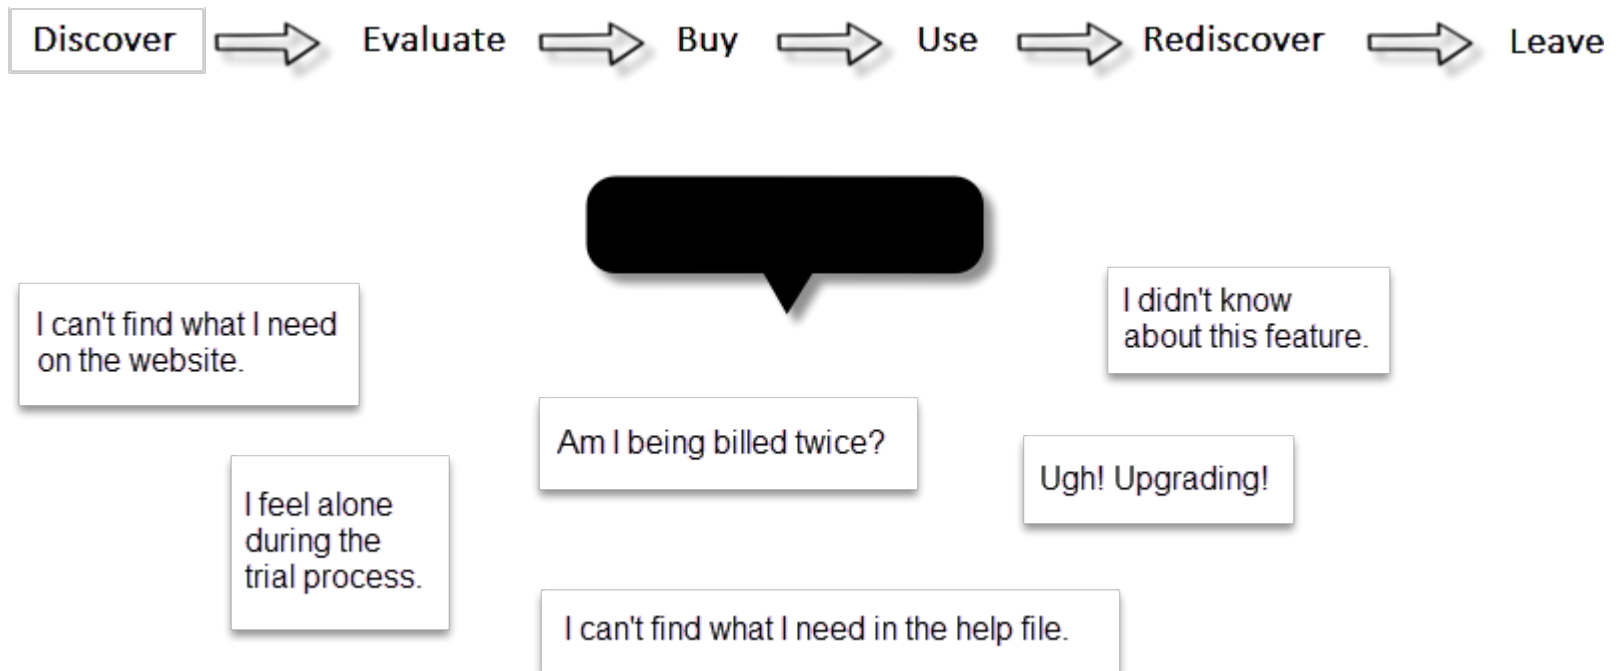 Discover Evaluate Buy Use Rediscover Leave
I can't find what I need
on the website.
I didn't know
about this feature.
Am I being billed twice?
Ugh! Upgrading!
I feel alone
during the
trial process.
I can't find what I need in the help file.